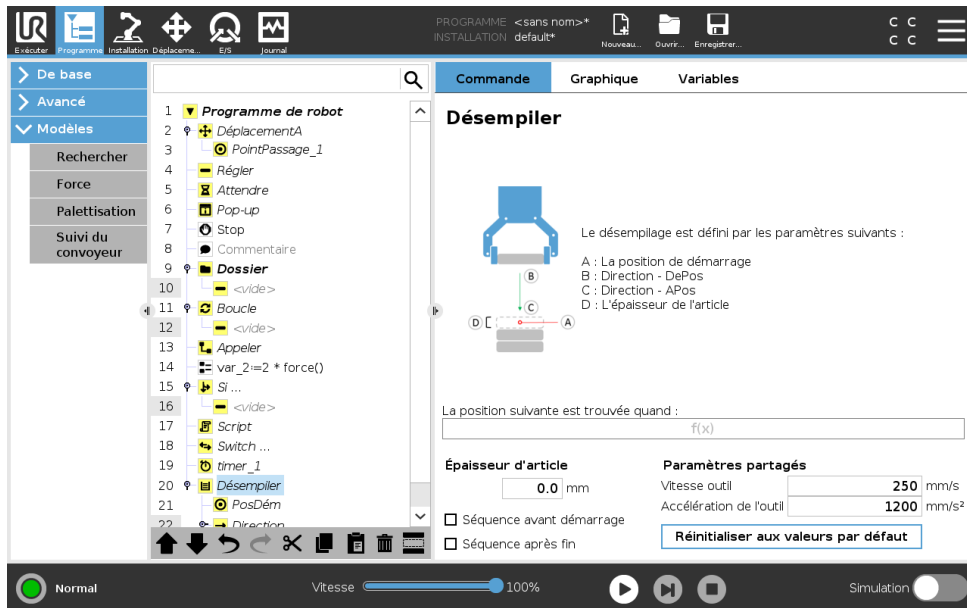 PROGRAMME <sans nom>*
INSTALLATION default*
Exécuter Programme Installation Déplaceme... E/S Journal
Nouveau... Ouvrir... Enregistrer...
C C
C C
De base
Avancé
Modèles
Rechercher
Force
Palettisation
Suivi du
convoyeur
1 Programme de robot
2 DéplacementA
3 PointPassage_1
4 Régler
5 Attendre
6 Pop-up
7 Stop
8 Commentaire
9 Dossier
10 <vide>
11 Boucle
12 <vide>
13 Appeler
14 var_2:=2 * force()
15 Si ...
16 <vide>
17 Script
18 Switch ...
19 timer_1
20 Désempiler
21 PosDém
22 Direction
Commande Graphique Variables
Désempiler
B
C
D
A
Le désempilage est défini par les paramètres suivants :
A : La position de démarrage
B : Direction - DePos
C : Direction - APos
D : L'épaisseur de l'article
La position suivante est trouvée quand :
f(x)
Épaisseur d'article
0.0 mm
Séquence avant démarrage
Séquence après fin
Paramètres partagés
Vitesse outil 250 mm/s
Accélération de l'outil 1200 mm/s²
Réinitialiser aux valeurs par défaut
Normal
Vitesse 100%
Simulation